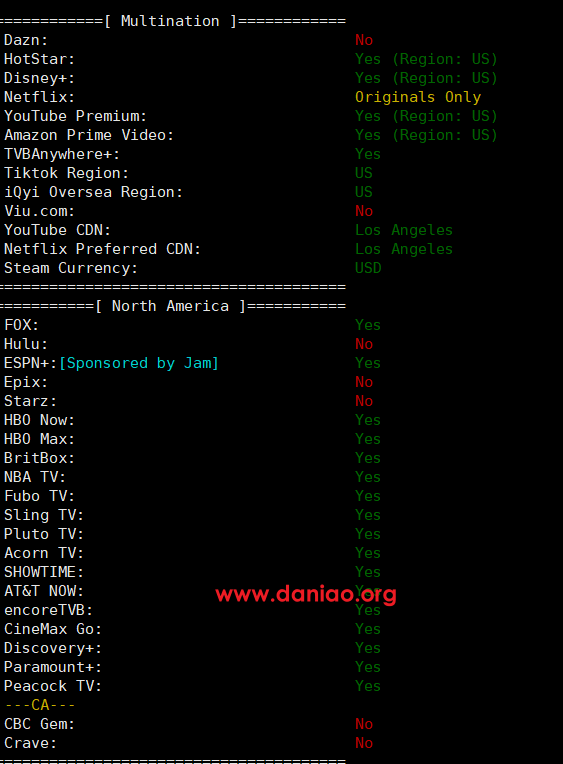 ============[ Multination ]============
Dazn: No
HotStar: Yes (Region: US)
Disney+: Yes (Region: US)
Netflix: Originals Only
YouTube Premium: Yes (Region: US)
Amazon Prime Video: Yes (Region: US)
TVBAnywhere+: Yes
Tiktok Region: US
iQyi Oversea Region: US
Viu.com: No
YouTube CDN: Los Angeles
Netflix Preferred CDN: Los Angeles
Steam Currency: USD
=======================================
===========[ North America ]===========
FOX: Yes
Hulu: No
ESPN+:[Sponsored by Jam] Yes
Epix: No
Starz: No
HBO Now: Yes
HBO Max: Yes
BritBox: Yes
NBA TV: Yes
Fubo TV: Yes
Sling TV: Yes
Pluto TV: Yes
Acorn TV: Yes
SHOWTIME: Yes
AT&T NOW: Yes
www.daniao.org
encoreTVB: Yes
CineMax Go: Yes
Discovery+: Yes
Paramount+: Yes
Peacock TV: Yes
---CA---
CBC Gem: No
Crave: No
=======================================